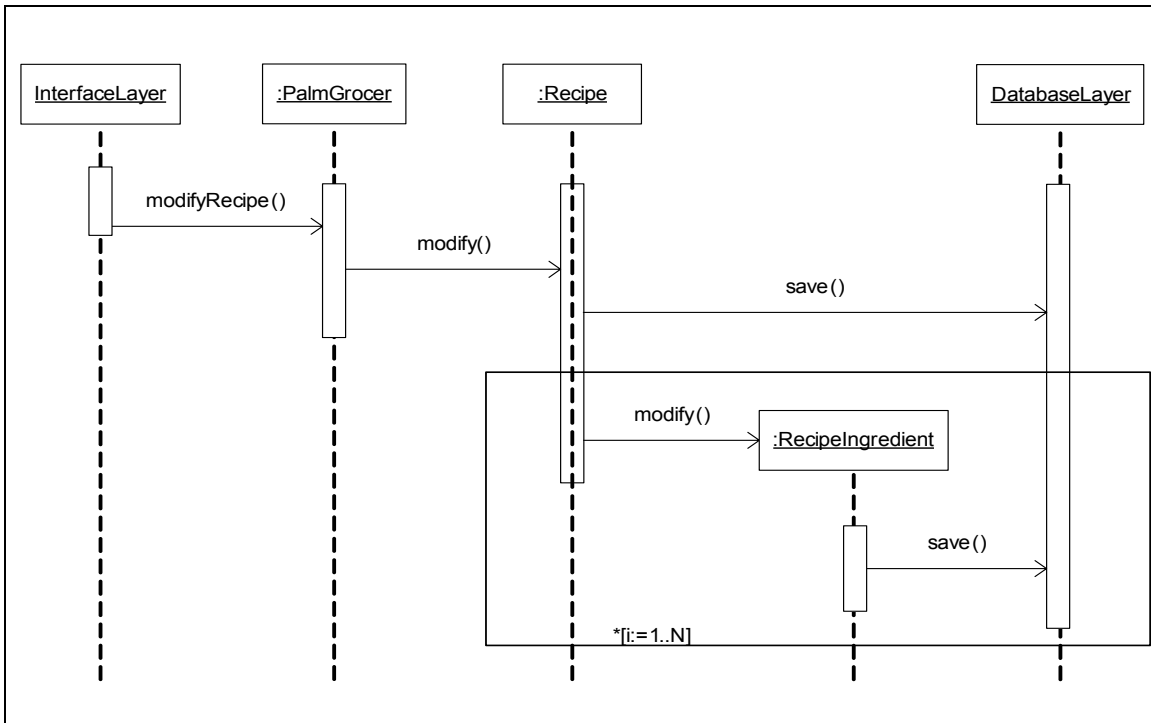 InterfaceLayer
:PalmGrocer
:Recipe
DatabaseLayer
modifyRecipe()
modify()
save()
modify()
:RecipeIngredient
save()
*[i:=1..N]